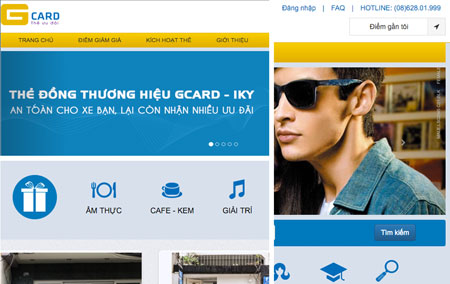 G CARD
Thẻ ưu đãi
TRANG CHỦ ĐIỂM GIẢM GIÁ KÍCH HOẠT THẺ GIỚI THIỆU
THẺ ĐỒNG THƯƠNG HIỆU GCARD - IKY
AN TOÀN CHO XE BẠN, LẠI CÒN NHẬN NHIỀU ƯU ĐÃI
ẨM THỰC CAFE - KEM GIẢI TRÍ
Đăng nhập | FAQ | HOTLINE: (08)628.01.999
Điểm gần tôi
Tìm kiếm